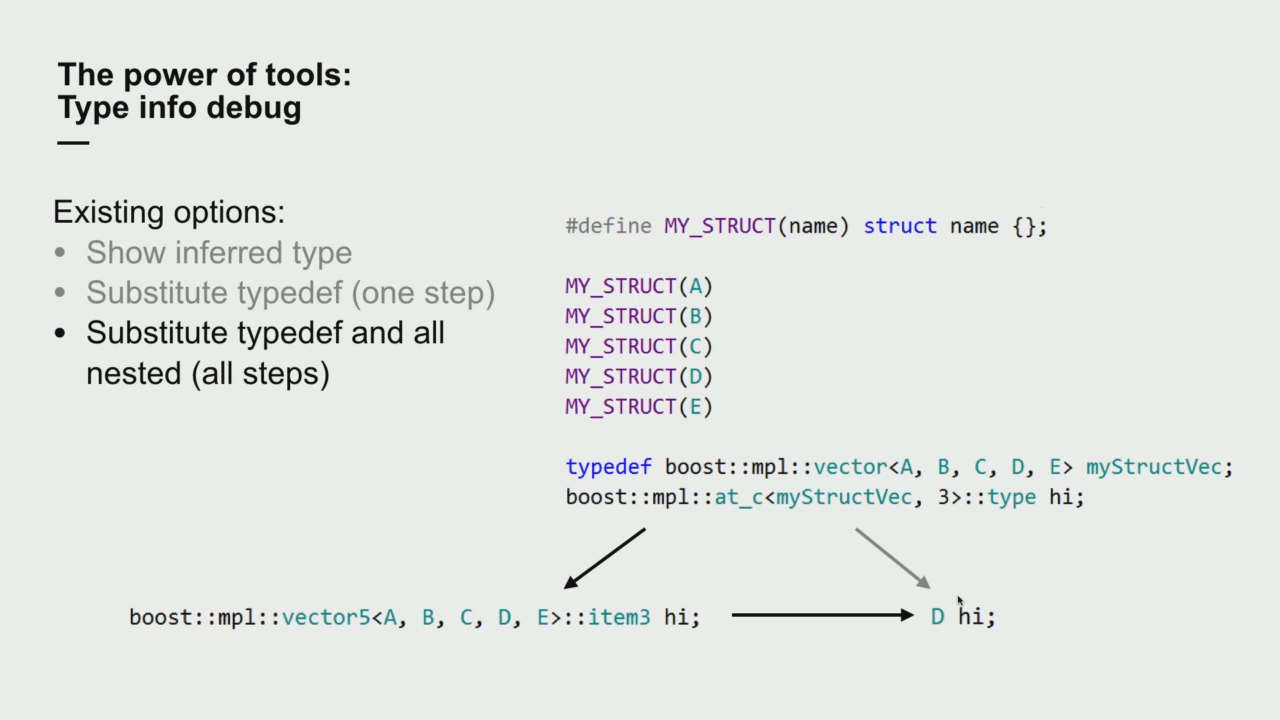 The power of tools:
Type info debug
Existing options:
• Show inferred type
• Substitute typedef (one step)
• Substitute typedef and all
nested (all steps)
#define MY_STRUCT(name) struct name {};
MY_STRUCT(A)
MY_STRUCT(B)
MY_STRUCT(C)
MY_STRUCT(D)
MY_STRUCT(E)
typedef boost::mpl::vector<A, B, C, D, E> myStructVec;
boost::mpl::at_c<myStructVec, 3>::type hi;
boost::mpl::vector5<A, B, C, D, E>::item3 hi;
D hi;